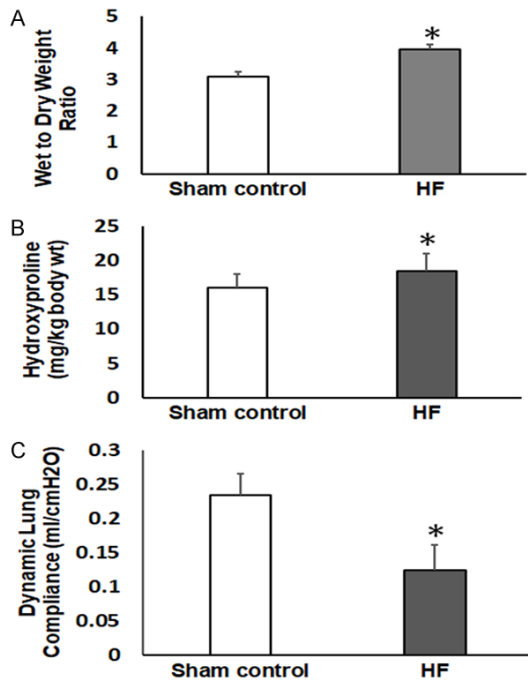 A
Wet to Dry Weight
Ratio
5
4
3
2
1
0
*
Sham control
HF
B
Hydroxyproline
(mg/kg body wt)
25
20
15
10
5
0
*
Sham control
HF
C
Dynamic Lung
Compliance (ml/cmH2O)
0.3
0.25
0.2
0.15
0.1
0.05
0
*
Sham control
HF